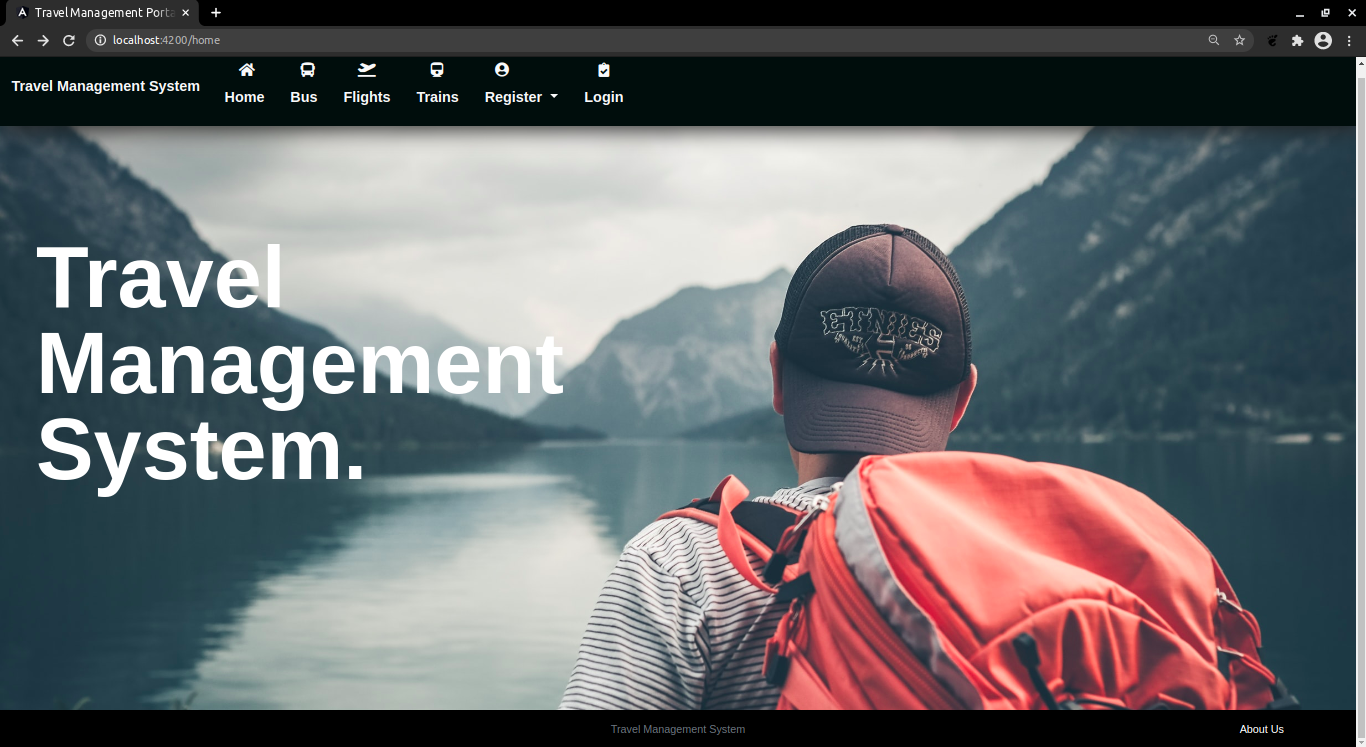 Travel Management Porta
localhost:4200/home
Travel Management System
Home
Bus
Flights
Trains
Register
Login
Travel
Management
System.
ETNIES
Travel Management System
About Us